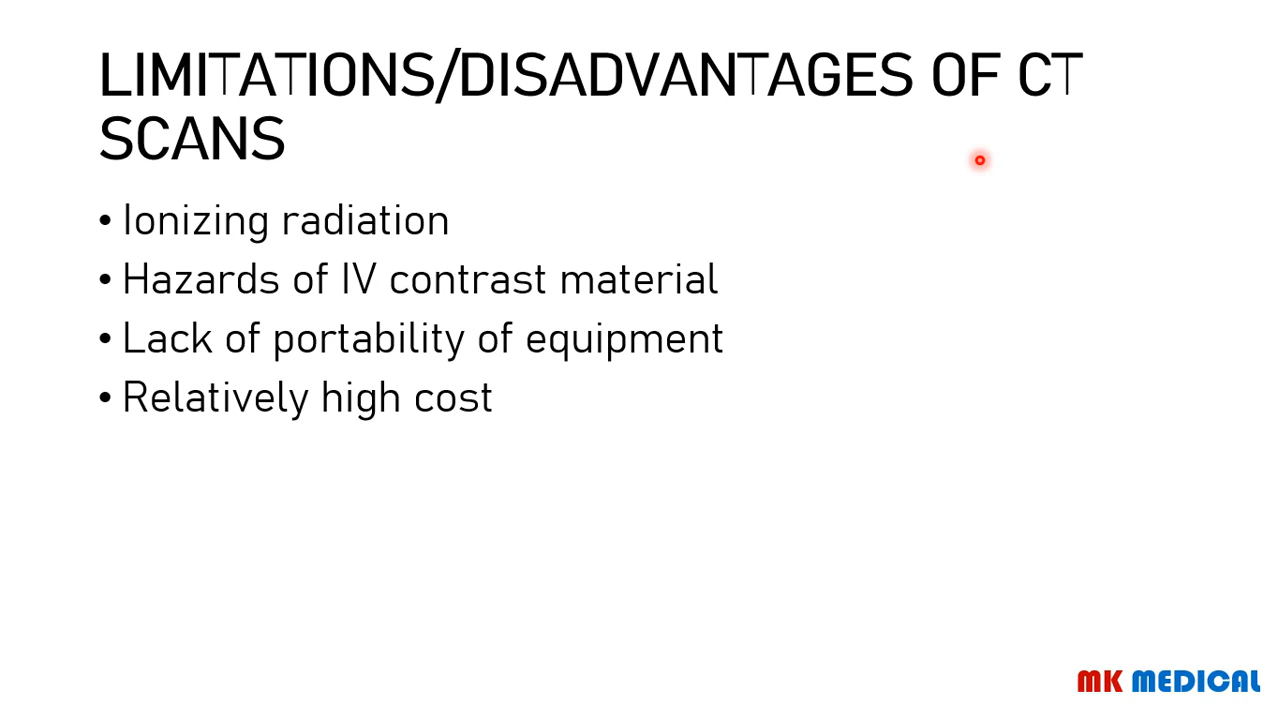 LIMITATIONS/DISADVANTAGES OF CT
SCANS
• Ionizing radiation
• Hazards of IV contrast material
• Lack of portability of equipment
• Relatively high cost
MK MEDICAL